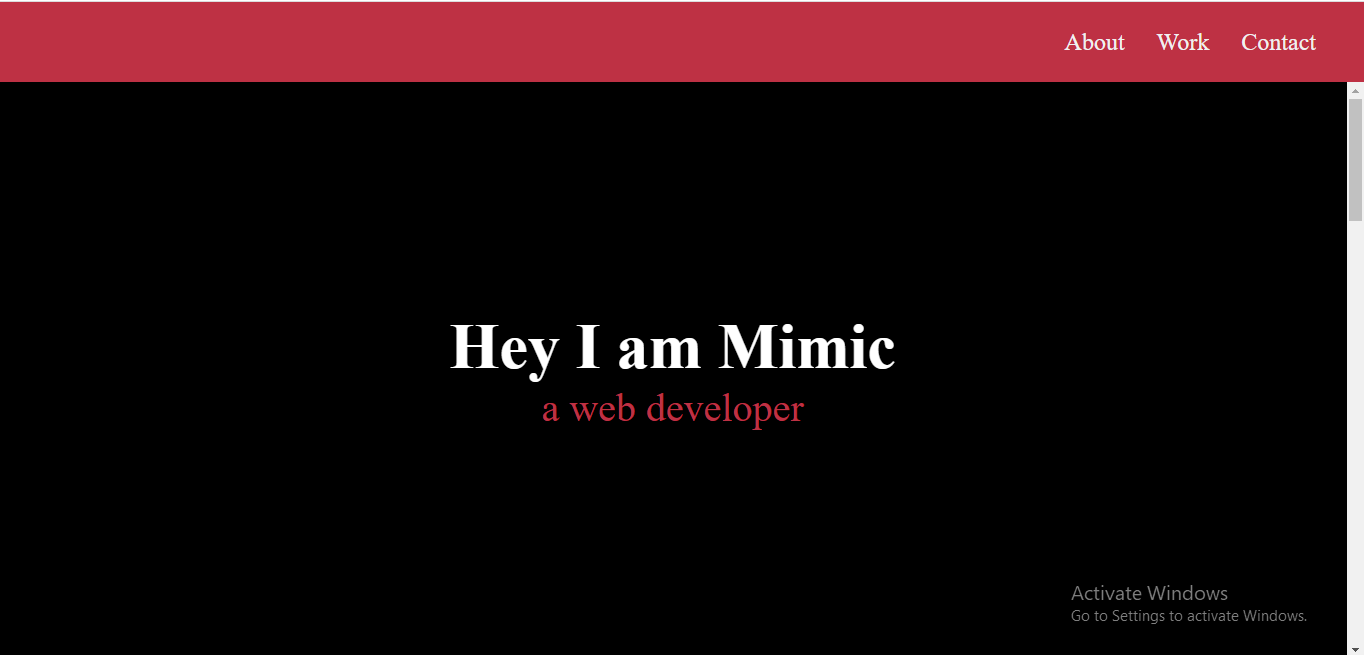 About Work Contact
Hey I am Mimic
a web developer
Activate Windows
Go to Settings to activate Windows.